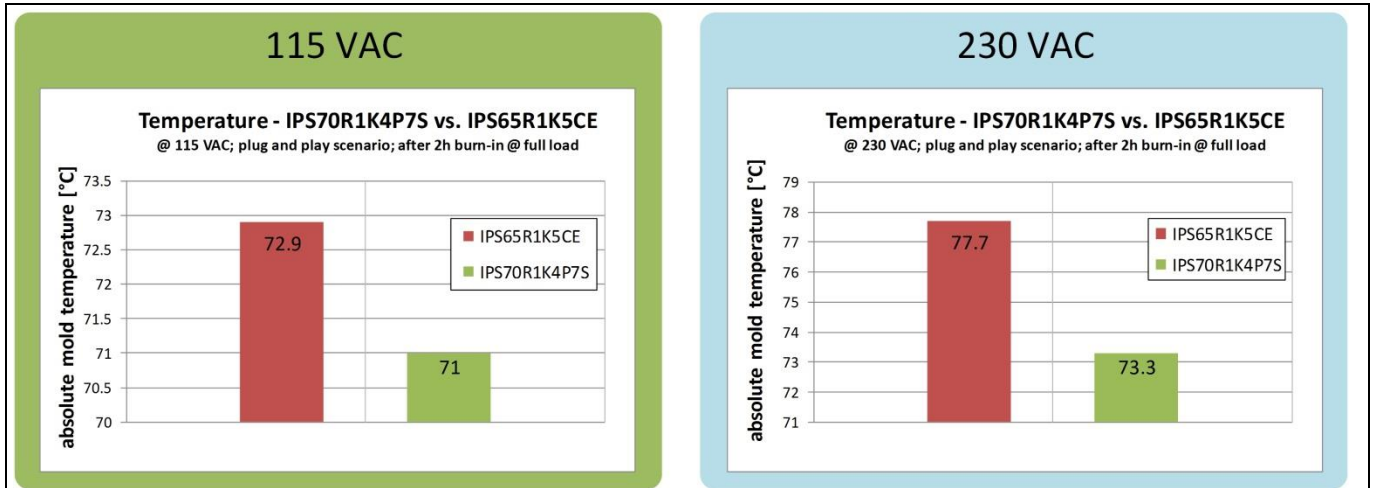 115 VAC
Temperature - IPS70R1K4P7S vs. IPS65R1K5CE
@ 115 VAC; plug and play scenario; after 2h burn-in @ full load
absolute mold temperature [°C]
73.5
73
72.5
72
71.5
71
70.5
70
72.9
71
IPS65R1K5CE
IPS70R1K4P7S
230 VAC
Temperature - IPS70R1K4P7S vs. IPS65R1K5CE
@ 230 VAC; plug and play scenario; after 2h burn-in @ full load
absolute mold temperature [°C]
79
78
77
76
75
74
73
72
71
77.7
73.3
IPS65R1K5CE
IPS70R1K4P7S